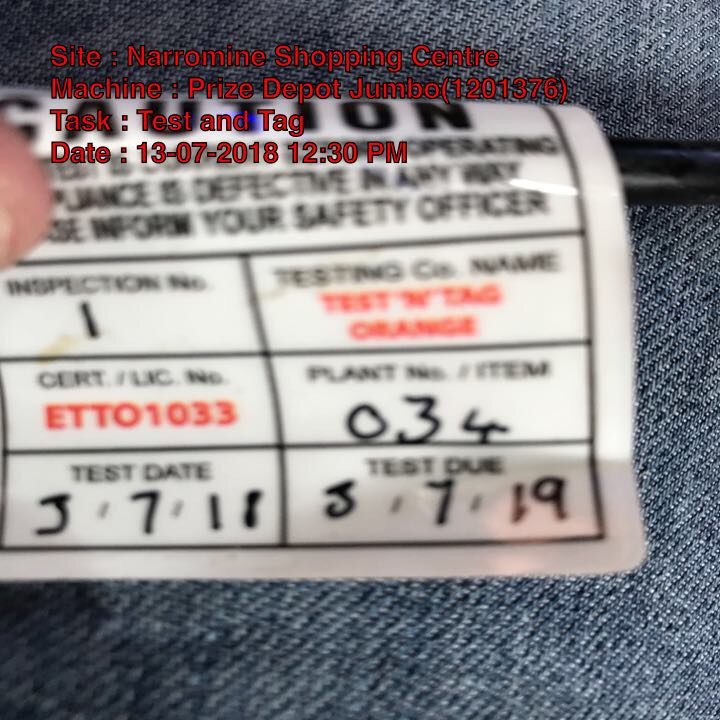 Site : Narromine Shopping Centre
Machine : Prize Depot Jumbo(1201376)
Task : Test and Tag
Date : 13-07-2018 12:30 PM
CAUTION
OPERATING
IS DEFECTIVE IN ANY WAY
INFORM YOUR SAFETY OFFICER
INSPECTION No.
1
TESTING Co. NAME
TEST'N'TAG
ORANGE
CERT. / LIC. No.
ETTO1033
PLANT No. / ITEM
034
TEST DATE
5.7.18
TEST DUE
5.7.19